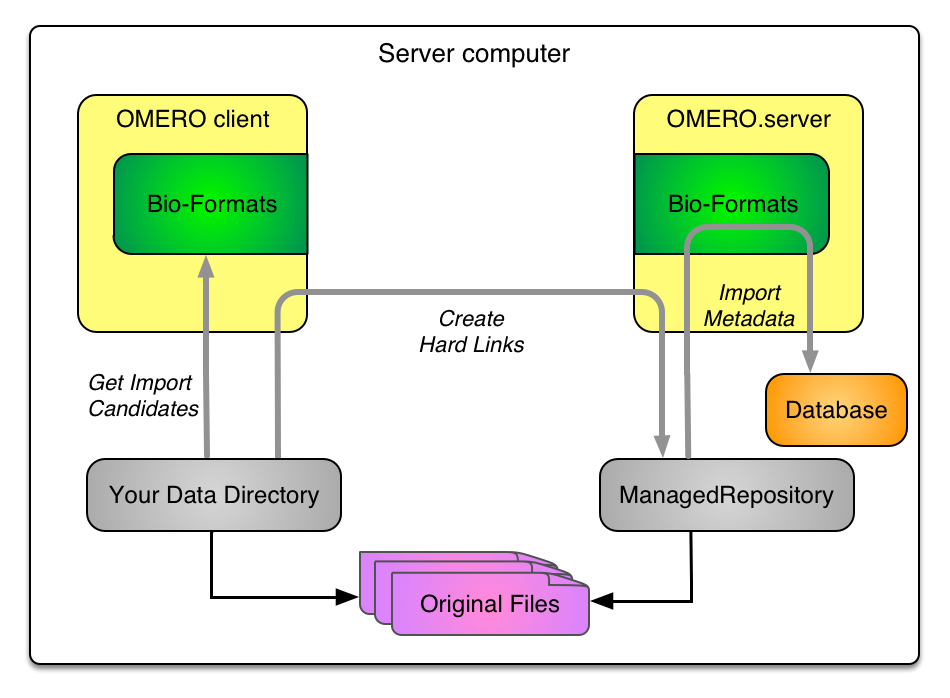 Server computer
OMERO client
OMERO.server
Bio-Formats
Bio-Formats
Import
Metadata
Create
Hard Links
Get Import
Candidates
Database
Your Data Directory
ManagedRepository
Original Files